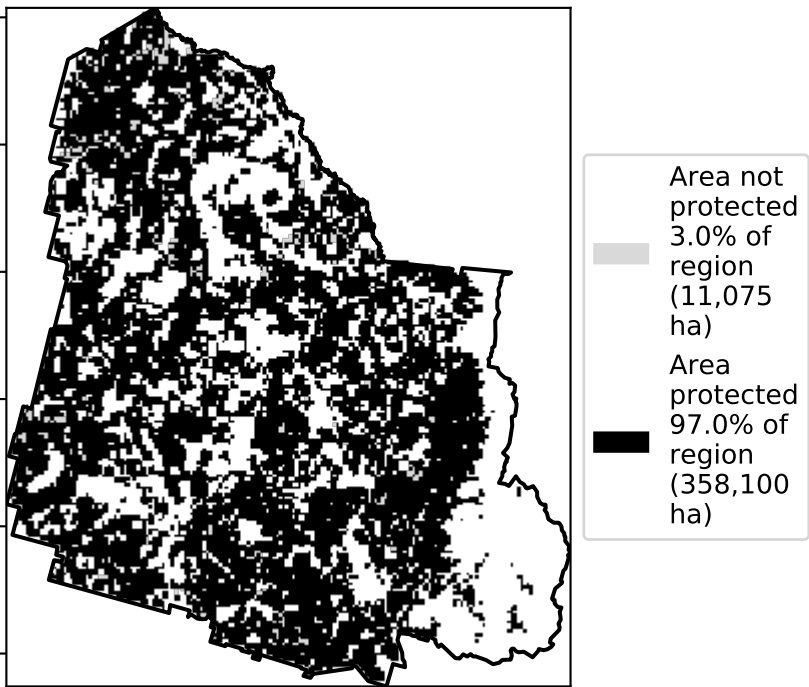 Area not
protected
3.0% of
region
(11,075
ha)
Area
protected
97.0% of
region
(358,100
ha)